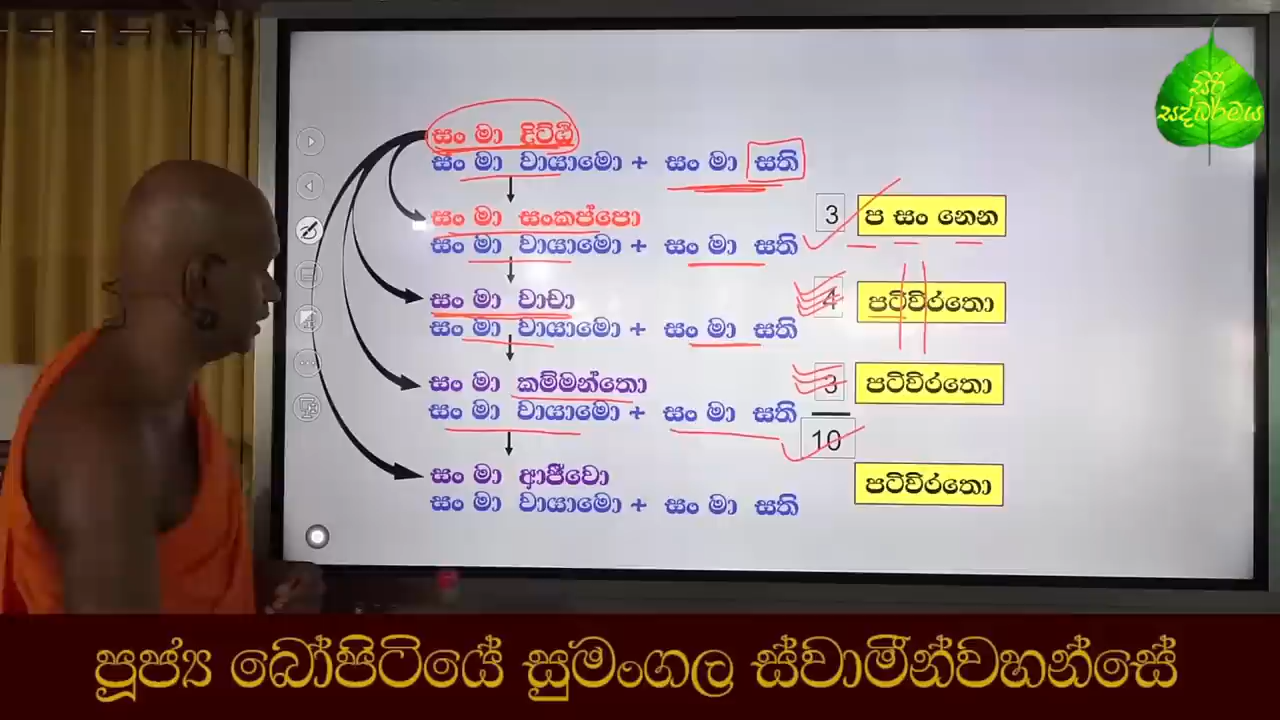 සිරි
සද්ධර්මය
සං මා දිට්ඨි
සං මා වායාමො + සං මා සති
සං මා සංකප්පො
3 ප සං නෙන
සං මා වායාමො + සං මා සති
සං මා වාචා
4 පටිවිරතො
සං මා වායාමො + සං මා සති
සං මා කම්මන්තො
3 පටිවිරතො
සං මා වායාමො + සං මා සති
10
සං මා ආජීවො
පටිවිරතො
සං මා වායාමො + සං මා සති
පූජ්‍ය බෝපිටියේ සුමංගල ස්වාමීන්වහන්සේ